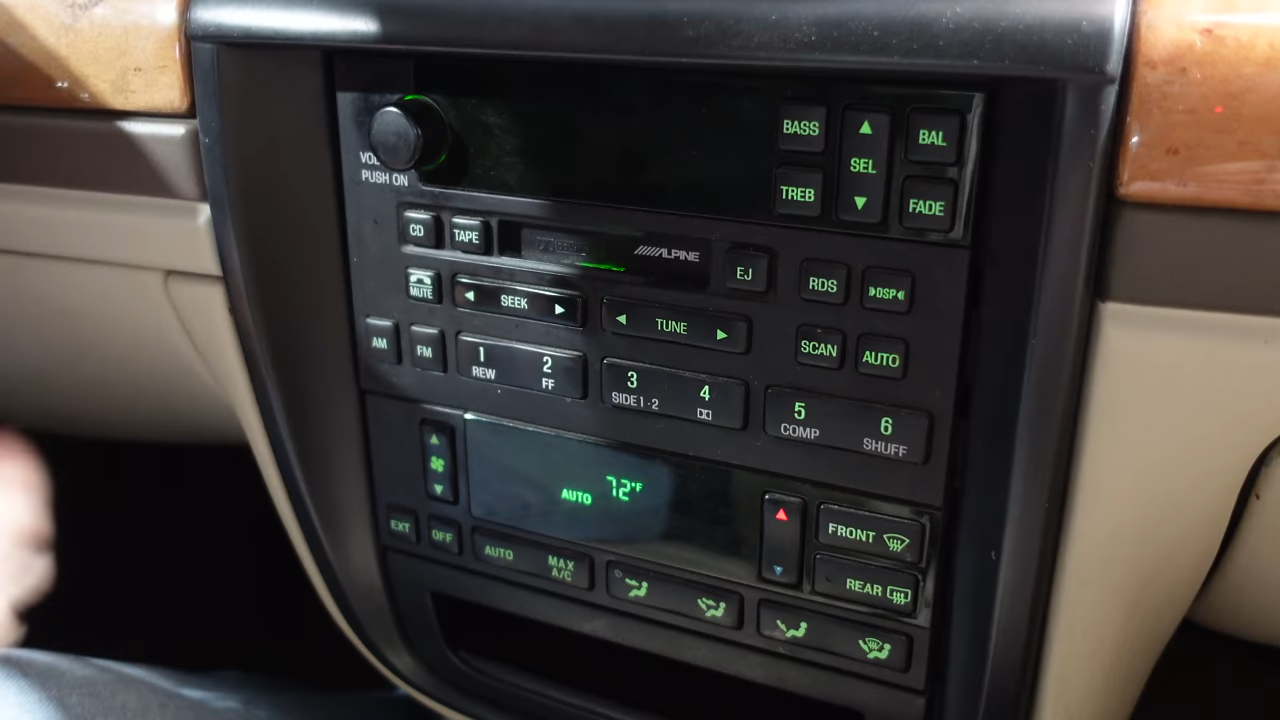 BASS
SEL
BAL
TREB
FADE
VOL
PUSH ON
CD
TAPE
ALPINE
EJ
RDS
DSP
MUTE
SEEK
TUNE
SCAN
AUTO
AM
FM
1
REW
2
FF
3
SIDE 1·2
4
5
COMP
6
SHUFF
AUTO 72°F
FRONT
REAR
EXT
OFF
AUTO
MAX
A/C